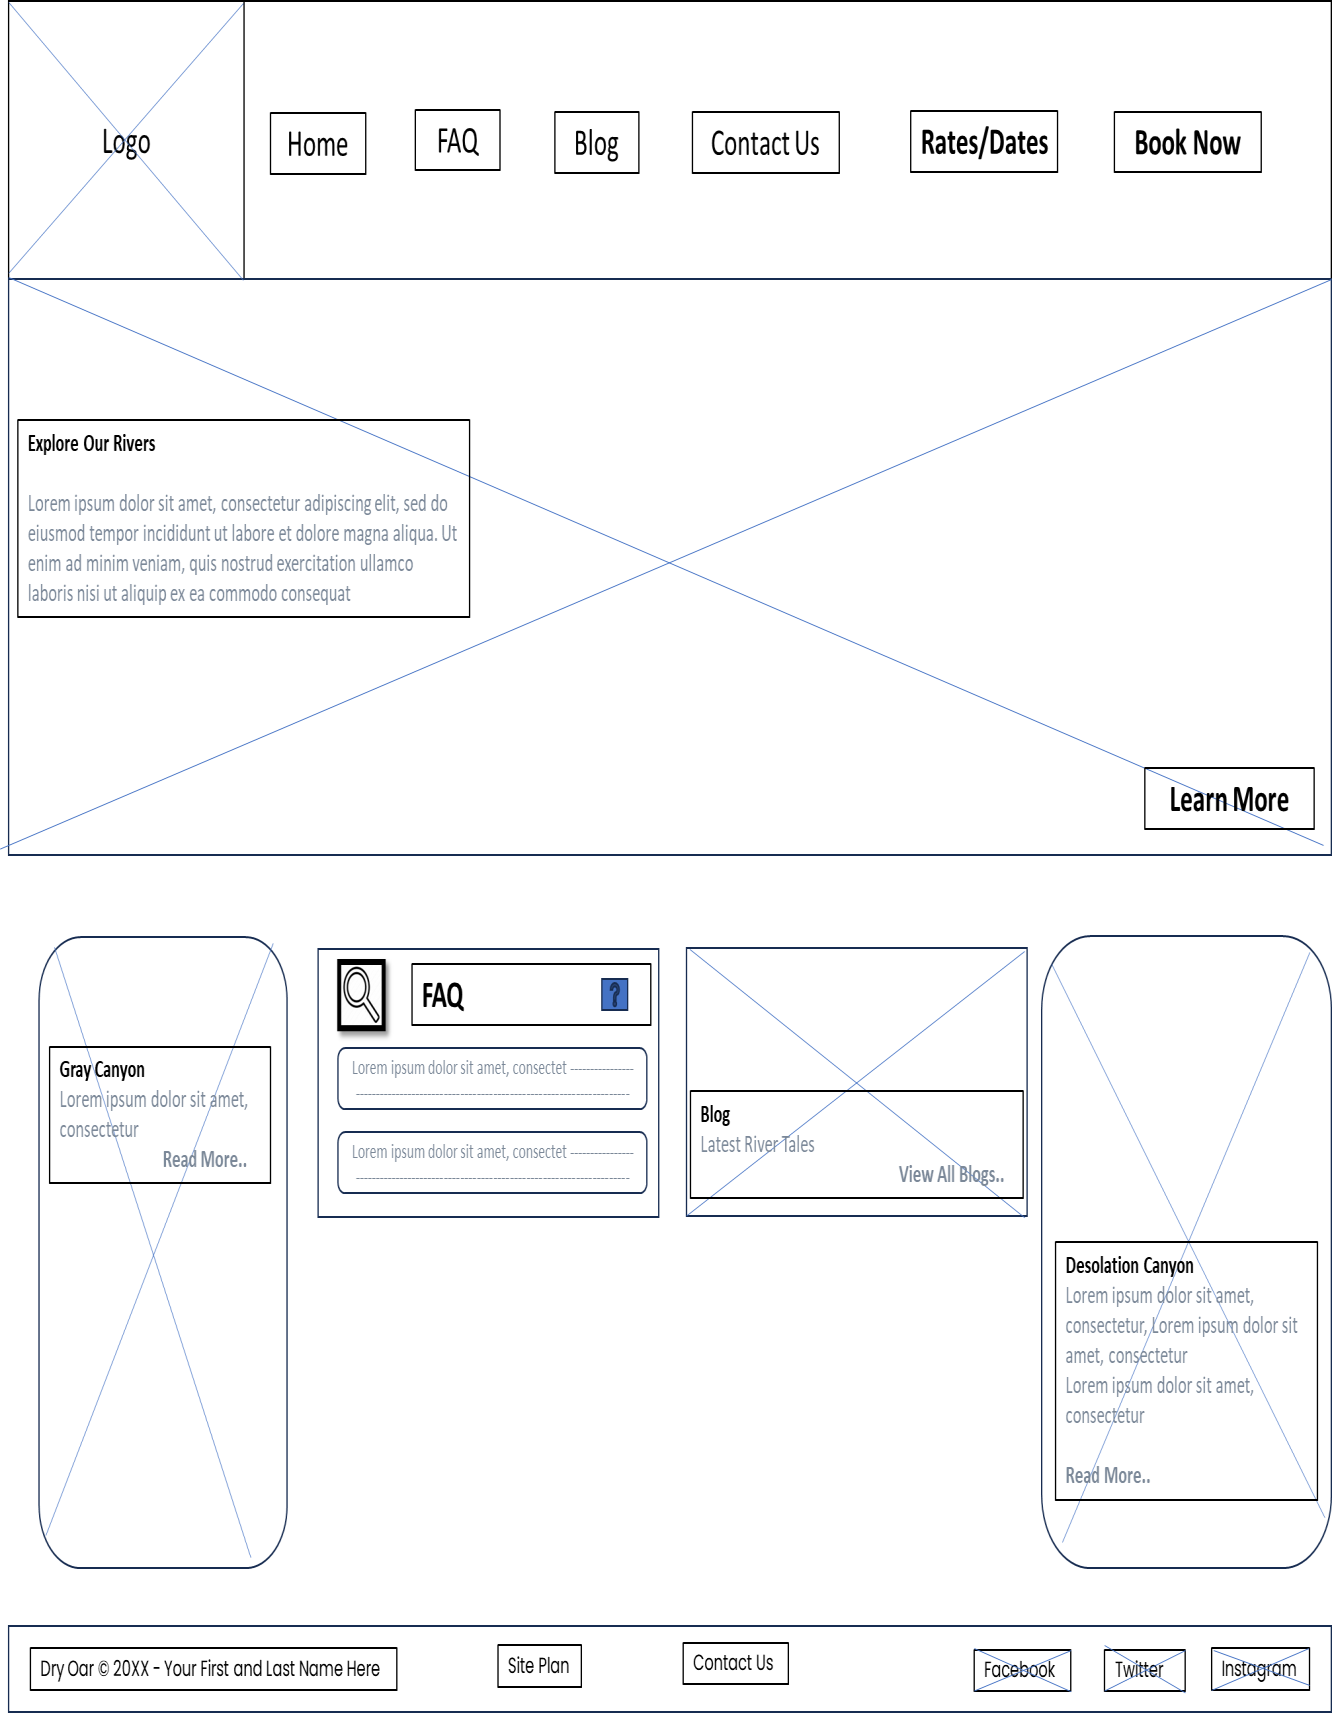 Logo
Home
FAQ
Blog
Contact Us
Rates/Dates
Book Now
Explore Our Rivers
Lorem ipsum dolor sit amet, consectetur adipiscing elit, sed do
eiusmod tempor incididunt ut labore et dolore magna aliqua. Ut
enim ad minim veniam, quis nostrud exercitation ullamco
laboris nisi ut aliquip ex ea commodo consequat
Learn More
Gray Canyon
Lorem ipsum dolor sit amet,
consectetur
Read More..
FAQ ?
Lorem ipsum dolor sit amet, consectet ----------------
----------------------------------------------------------------------
Lorem ipsum dolor sit amet, consectet ----------------
----------------------------------------------------------------------
Blog
Latest River Tales
View All Blogs..
Desolation Canyon
Lorem ipsum dolor sit amet,
consectetur, Lorem ipsum dolor sit
amet, consectetur
Lorem ipsum dolor sit amet,
consectetur
Read More..
Dry Oar © 20XX - Your First and Last Name Here
Site Plan
Contact Us
Facebook
Twitter
Instagram